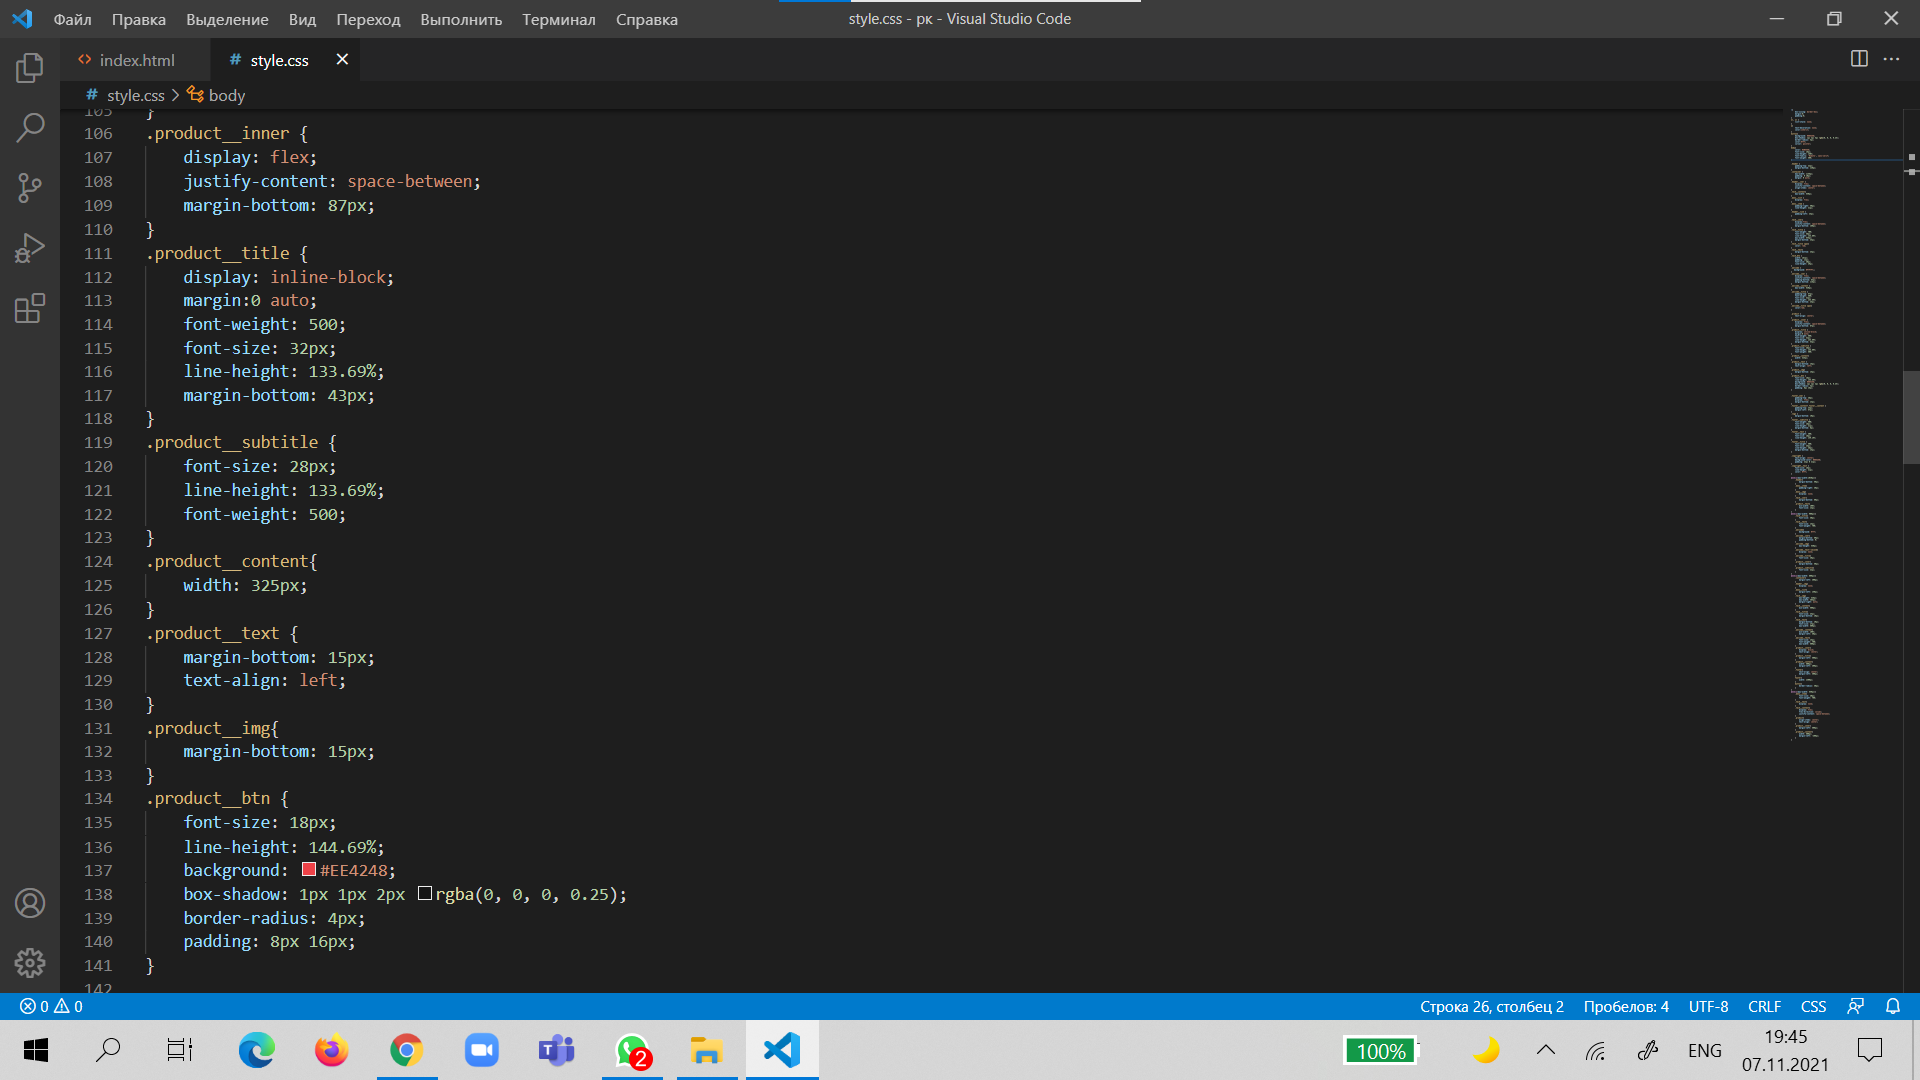 Файл Правка Выделение Вид Переход Выполнить Терминал Справка
style.css - рк - Visual Studio Code
index.html
# style.css
# style.css > body
105 }
106 .product__inner {
107 display: flex;
108 justify-content: space-between;
109 margin-bottom: 87px;
110 }
111 .product__title {
112 display: inline-block;
113 margin:0 auto;
114 font-weight: 500;
115 font-size: 32px;
116 line-height: 133.69%;
117 margin-bottom: 43px;
118 }
119 .product__subtitle {
120 font-size: 28px;
121 line-height: 133.69%;
122 font-weight: 500;
123 }
124 .product__content{
125 width: 325px;
126 }
127 .product__text {
128 margin-bottom: 15px;
129 text-align: left;
130 }
131 .product__img{
132 margin-bottom: 15px;
133 }
134 .product__btn {
135 font-size: 18px;
136 line-height: 144.69%;
137 background: #EE4248;
138 box-shadow: 1px 1px 2px rgba(0, 0, 0, 0.25);
139 border-radius: 4px;
140 padding: 8px 16px;
141 }
142
0 0
Строка 26, столбец 2 Пробелов: 4 UTF-8 CRLF CSS
T
2
100%
ENG
19:45
07.11.2021